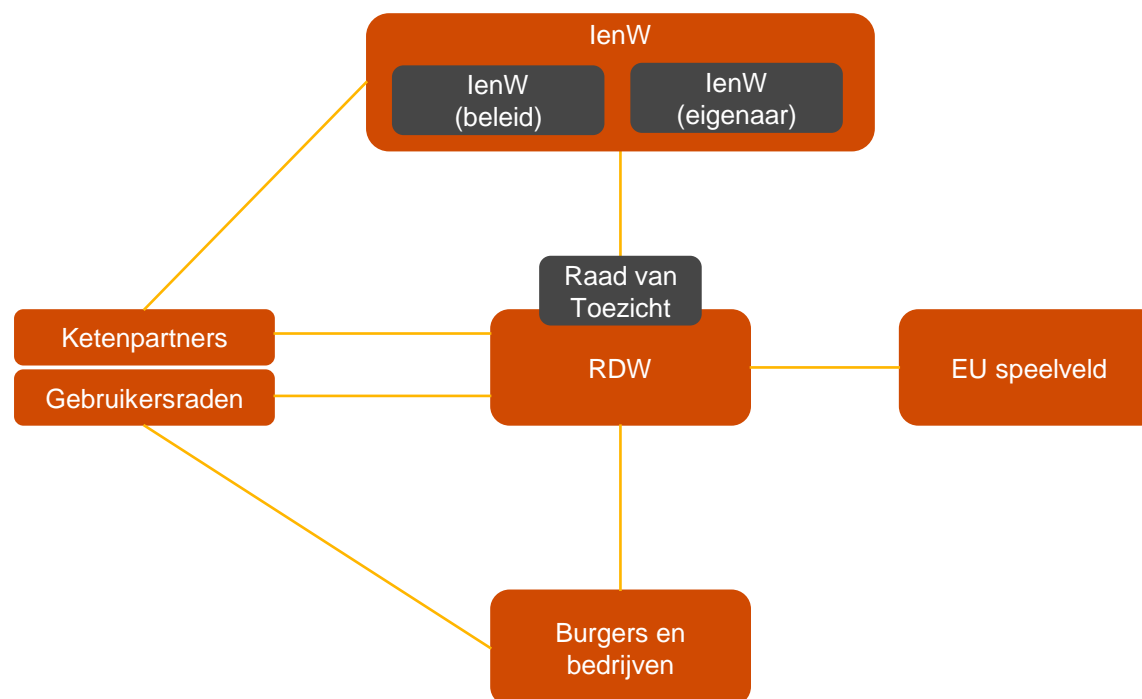 IenW
IenW
(beleid)
IenW
(eigenaar)
Raad van
Toezicht
Ketenpartners
RDW
EU speelveld
Gebruikersraden
Burgers en
bedrijven